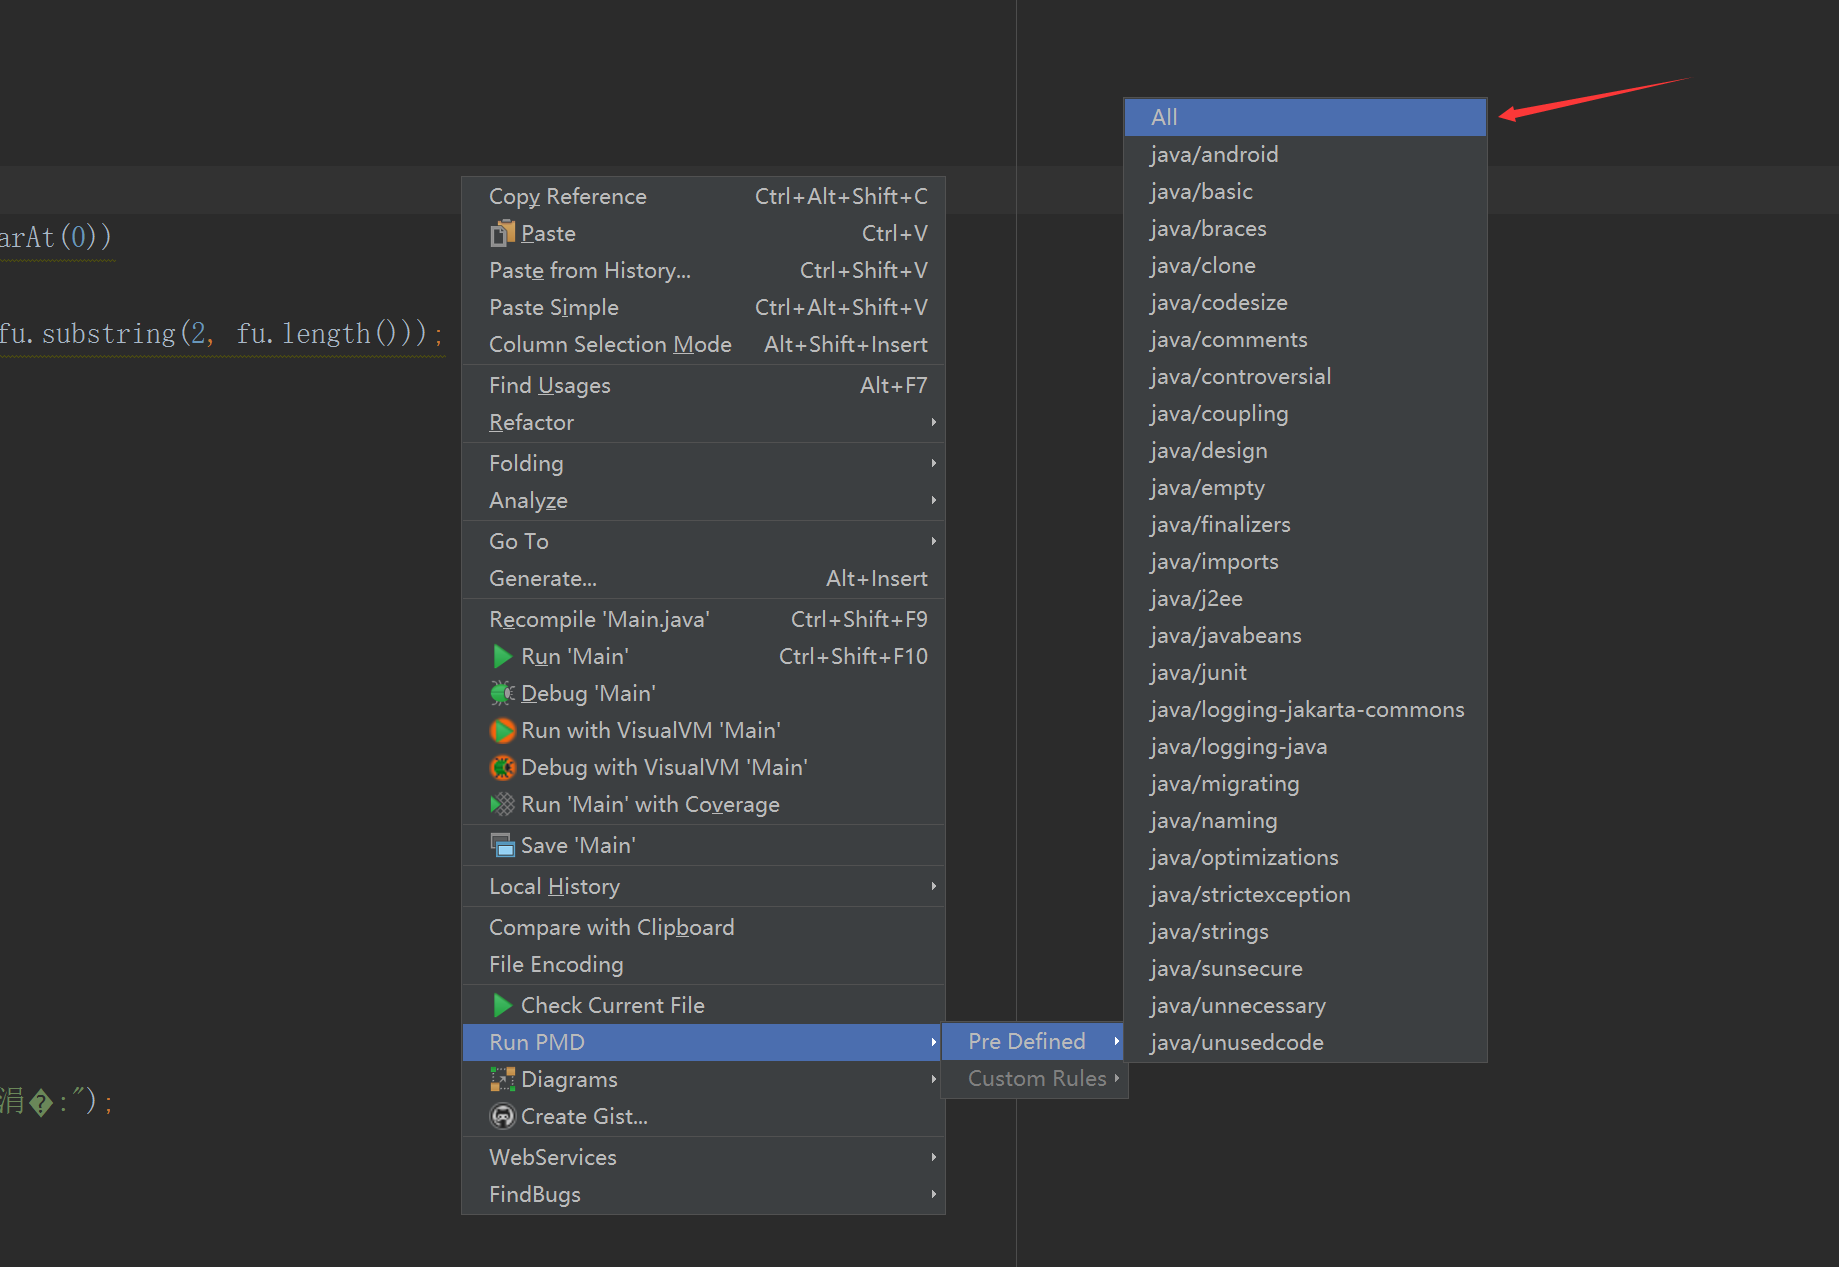 arAt(0))
fu.substring(2, fu.length()));
涓�:");
Copy Reference Ctrl+Alt+Shift+C
Paste Ctrl+V
Paste from History... Ctrl+Shift+V
Paste Simple Ctrl+Alt+Shift+V
Column Selection Mode Alt+Shift+Insert
Find Usages Alt+F7
Refactor
Folding
Analyze
Go To
Generate... Alt+Insert
Recompile 'Main.java' Ctrl+Shift+F9
Run 'Main' Ctrl+Shift+F10
Debug 'Main'
Run with VisualVM 'Main'
Debug with VisualVM 'Main'
Run 'Main' with Coverage
Save 'Main'
Local History
Compare with Clipboard
File Encoding
Check Current File
Run PMD
Diagrams
Create Gist...
WebServices
FindBugs
Pre Defined
Custom Rules
All
java/android
java/basic
java/braces
java/clone
java/codesize
java/comments
java/controversial
java/coupling
java/design
java/empty
java/finalizers
java/imports
java/j2ee
java/javabeans
java/junit
java/logging-jakarta-commons
java/logging-java
java/migrating
java/naming
java/optimizations
java/strictexception
java/strings
java/sunsecure
java/unnecessary
java/unusedcode